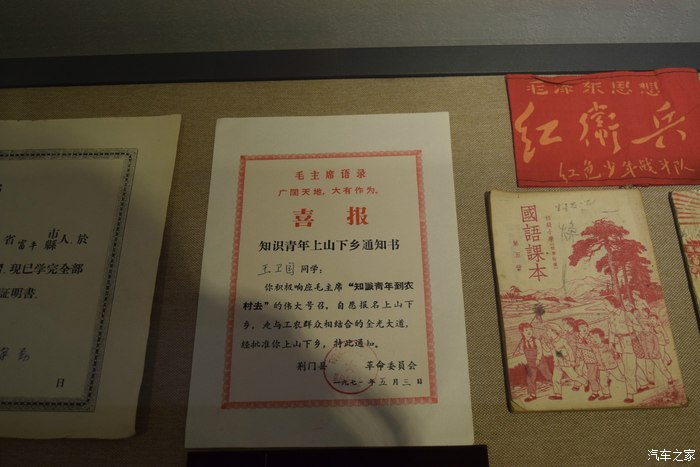 省富平
市
縣
人,於
现已学完全部
证明書
日
毛主席语录
广阔天地,大有作为。
喜报
知识青年上山下乡通知书
王卫国同学:
你积极响应毛主席“知識青年到农
村去”的伟大号召,自愿报名上山下
乡,走与工农群众相结合的金光大道,
经批准你上山下乡,特此通知。
荆门县 革命委员会
一九七一年五月三日
毛泽东思想
红衛兵
红色少年战斗队
國語課本
第五冊
汽车之家